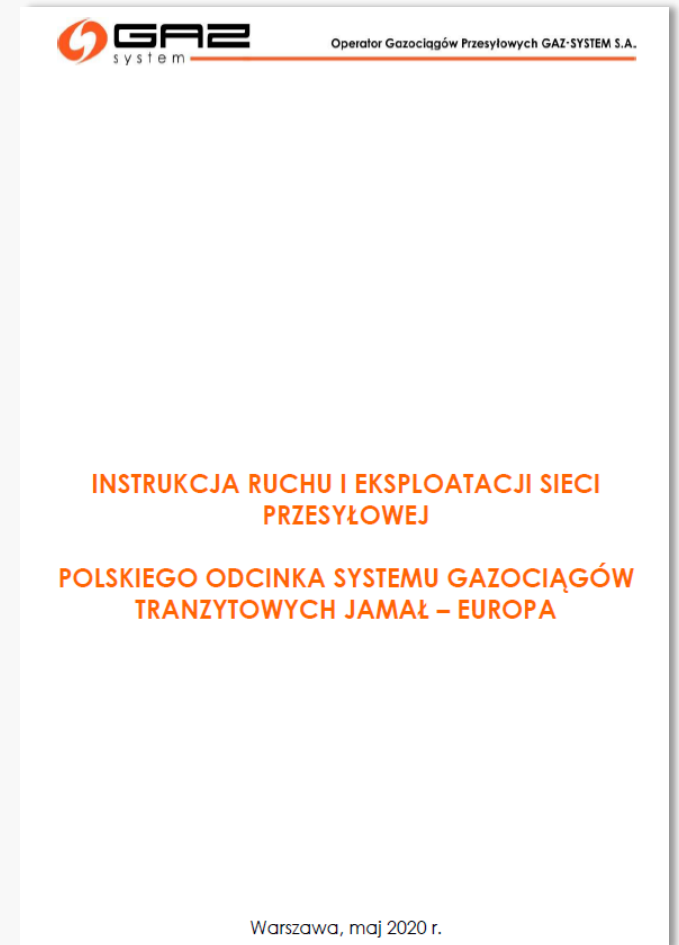 GAZ
system
Operator Gazociągów Przesyłowych GAZ-SYSTEM S.A.
INSTRUKCJA RUCHU I EKSPLOATACJI SIECI
PRZESYŁOWEJ
POLSKIEGO ODCINKA SYSTEMU GAZOCIĄGÓW
TRANZYTOWYCH JAMAŁ – EUROPA
Warszawa, maj 2020 r.